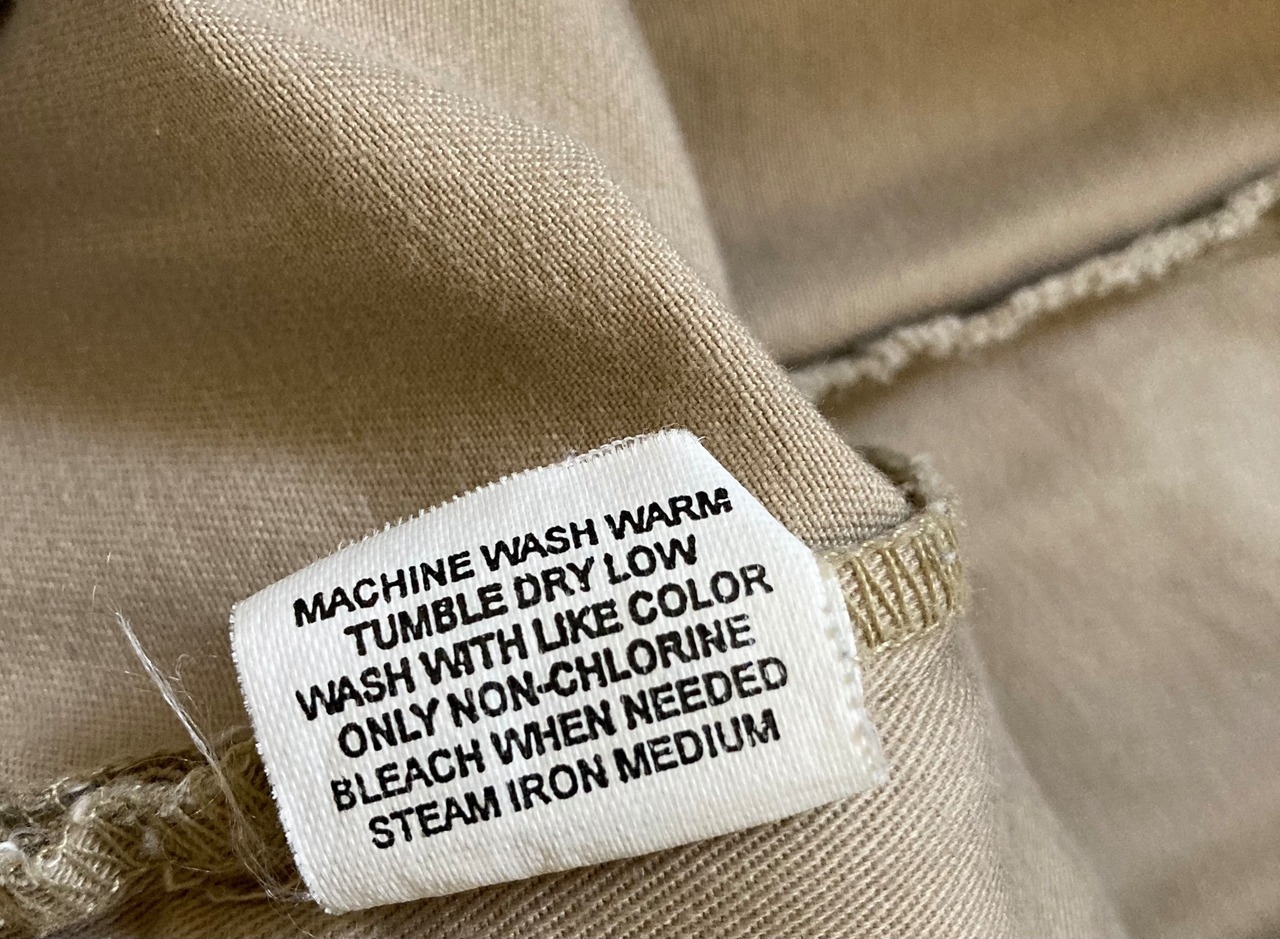 MACHINE WASH WARM
TUMBLE DRY LOW
WASH WITH LIKE COLOR
ONLY NON-CHLORINE
BLEACH WHEN NEEDED
STEAM IRON MEDIUM